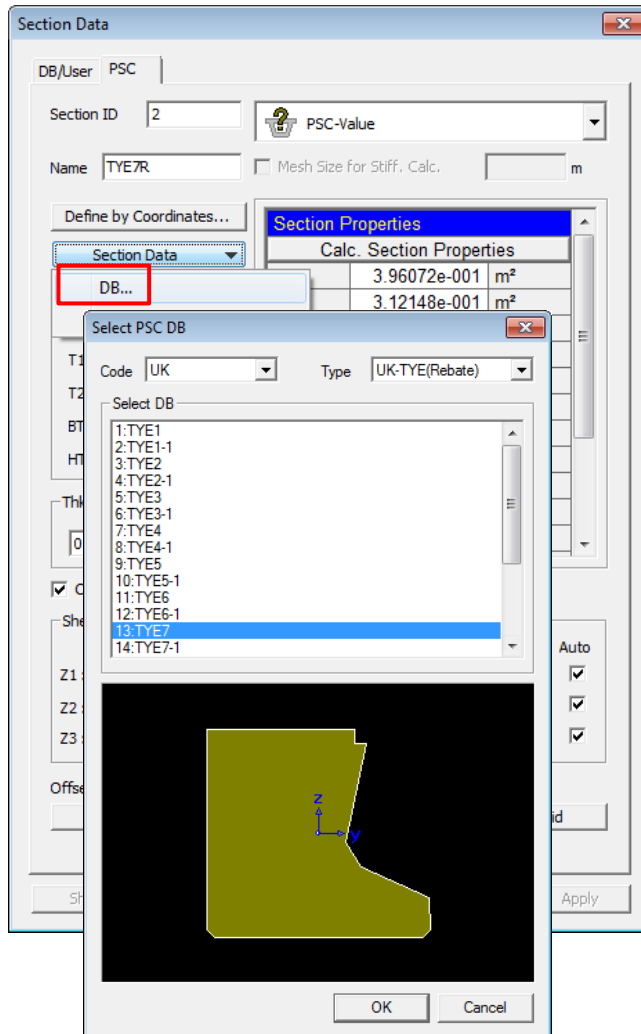 Section Data
DB/User PSC
Section ID 2 PSC-Value
Name TYE7R Mesh Size for Stiff. Calc. m
Define by Coordinates... Section Properties
Section Data Calc. Section Properties
3.96072e-001 m²
DB... 3.12148e-001 m²
Select PSC DB
Code UK Type UK-TYE(Rebate)
Select DB
1:TYE1
2:TYE1-1
3:TYE2
4:TYE2-1
5:TYE3
6:TYE3-1
7:TYE4
8:TYE4-1
9:TYE5
10:TYE5-1
11:TYE6
12:TYE6-1
13:TYE7
14:TYE7-1
T1
T2
BT
HT
Thk
0
Auto
Z1
Z2
Z3
z
y
OK Cancel
Apply